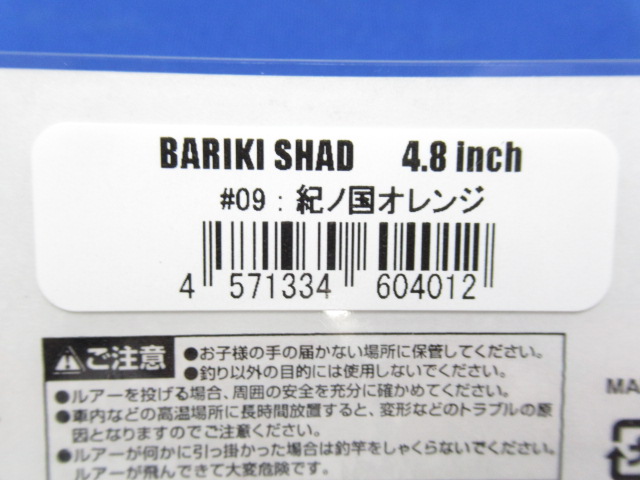 BARIKI SHAD 4.8 inch
#09：紀ノ国オレンジ
4 571334 604012
ご注意
●お子様の手の届かない場所に保管してください。
●釣り以外の目的には使用しないでください。
●ルアーを投げる場合、周囲の安全を充分に確かめてください。
●車内などの高温場所に長時間放置すると、変形などのトラブルの原
因となりますのでご注意ください。
●ルアーが何かに引っ掛かった場合は釣竿をしゃくらないでください。
ルアーが飛んできて大変危険です。
MA